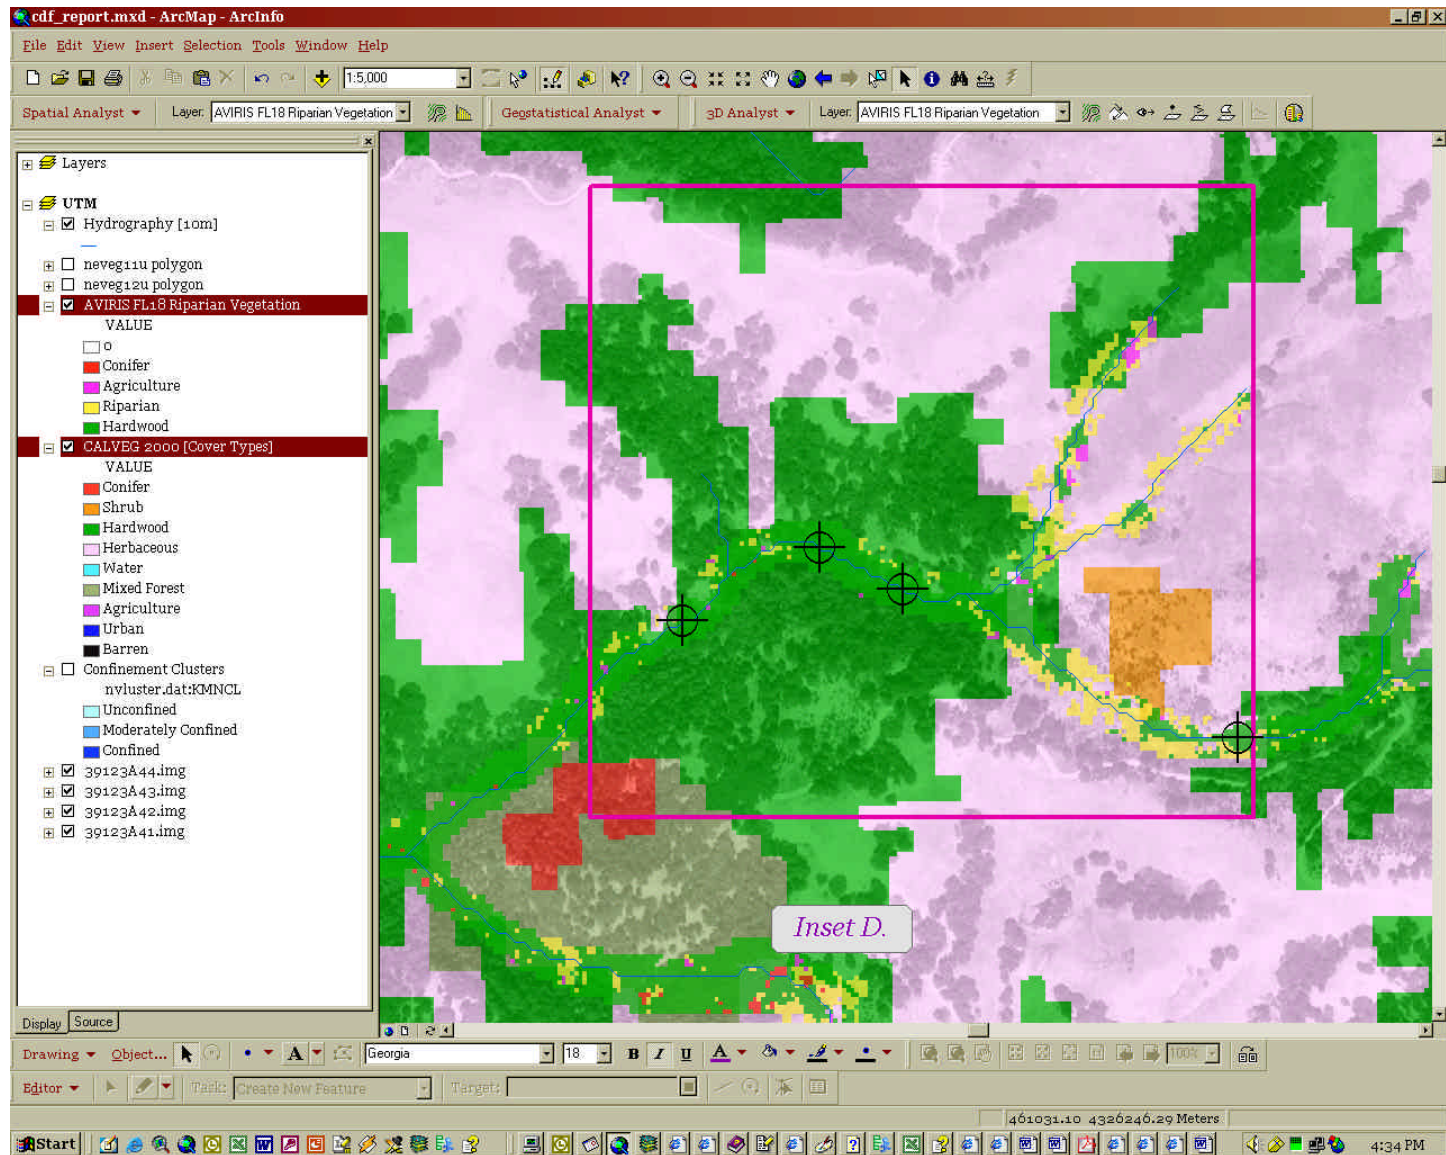 cdf_report.mxd - ArcMap - ArcInfo
File Edit View Insert Selection Tools Window Help
1:5,000
Spatial Analyst Layer: AVIRIS FL18 Riparian Vegetation Geostatistical Analyst 3D Analyst Layer: AVIRIS FL18 Riparian Vegetation
Layers
UTM
Hydrography [10m]
neveg11u polygon
neveg12u polygon
AVIRIS FL18 Riparian Vegetation
VALUE
0
Conifer
Agriculture
Riparian
Hardwood
CALVEG 2000 [Cover Types]
VALUE
Conifer
Shrub
Hardwood
Herbaceous
Water
Mixed Forest
Agriculture
Urban
Barren
Confinement Clusters
nvluster.dat:KMNCL
Unconfined
Moderately Confined
Confined
39123A44.img
39123A43.img
39123A42.img
39123A41.img
Inset D.
Display Source
Drawing Object... A Georgia 18 B I U A 100%
Editor Task: Create New Feature Target:
461031.10 4326246.29 Meters
Start 4:34 PM